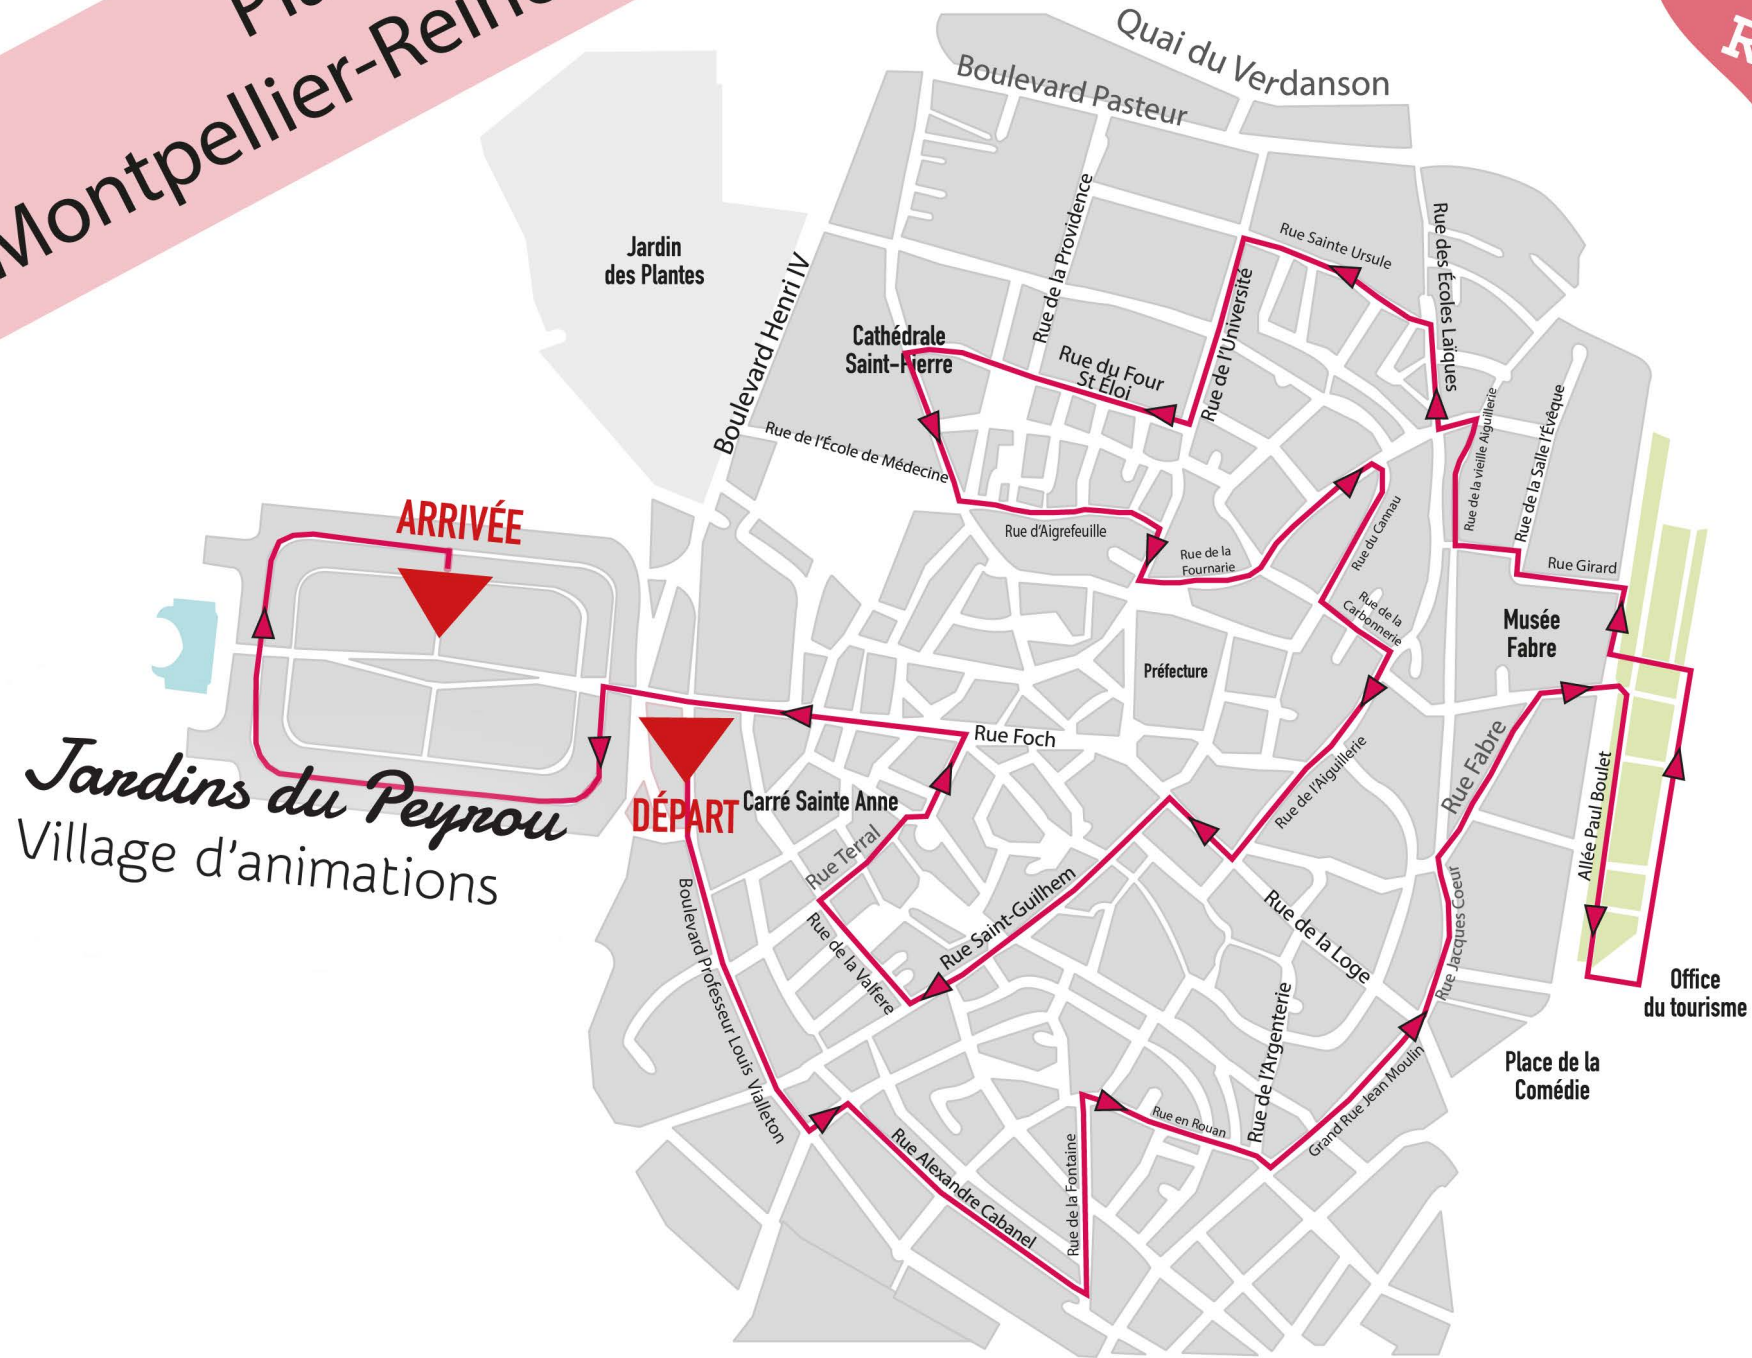 Montpellier-Reine
Quai du Verdanson
Boulevard Pasteur
Jardin
des Plantes
Boulevard Henri IV
Rue de la Providence
Rue Sainte Ursule
Rue des Écoles Laïques
Cathédrale
Saint-Pierre
Rue du Four
St Éloi
Rue de l'Université
Rue de l'École de Médecine
Rue d'Aigrefeuille
Rue de la
Fournarie
Rue du Cannau
Rue de la vieille Aiguillerie
Rue de la Salle l'Évêque
Rue Girard
Rue de la
Carbonnerie
Musée
Fabre
ARRIVÉE
Préfecture
Rue Foch
Jardins du Peyrou
Village d'animations
DÉPART
Carré Sainte Anne
Rue Terral
Rue de l'Aiguillerie
Rue Fabre
Allée Paul Boulet
Boulevard Professeur Louis Vialleton
Rue de la Valfere
Rue Saint-Guilhem
Rue de la Loge
Rue Jacques Coeur
Office
du tourisme
Rue de l'Argenterie
Place de la
Comédie
Grand Rue Jean Moulin
Rue en Rouan
Rue de la Fontaine
Rue Alexandre Cabanel